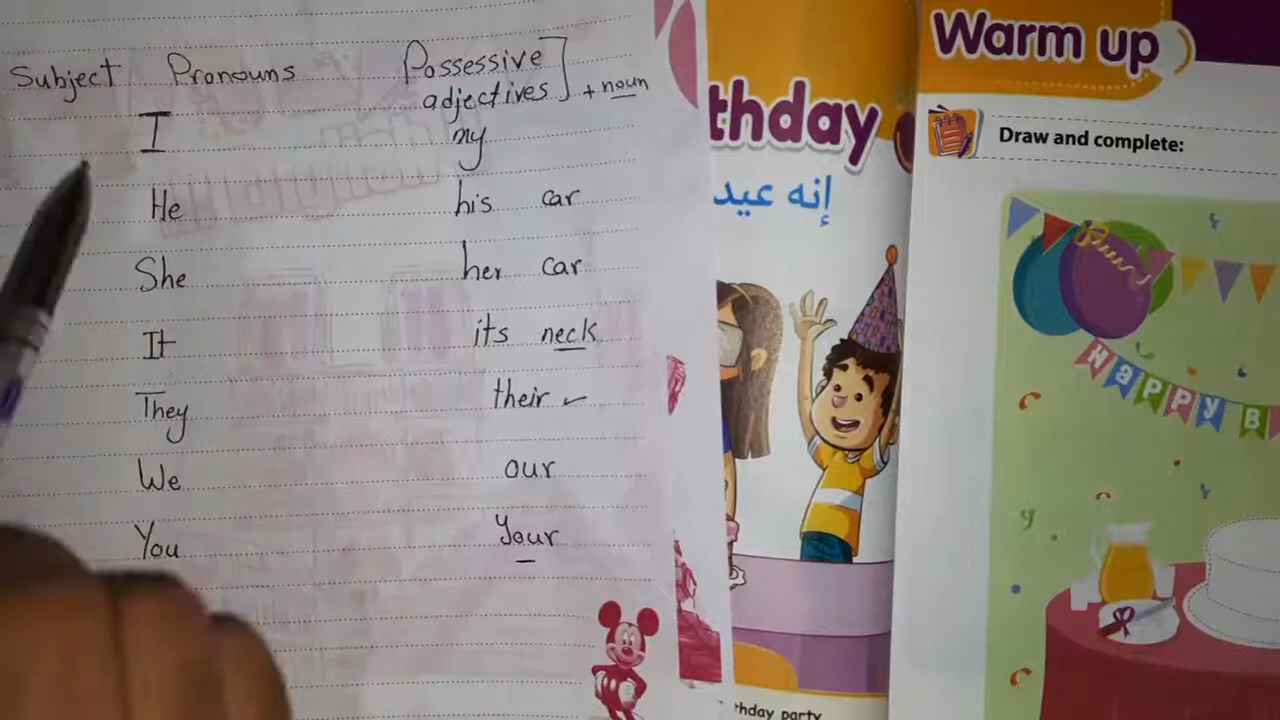 Subject Pronouns
Possessive adjectives + noun
I my
He his car
She her car
It its neck
They their
We our
You your
thday
إنه عيد
thday party
Warm up
Draw and complete:
HAPPY B